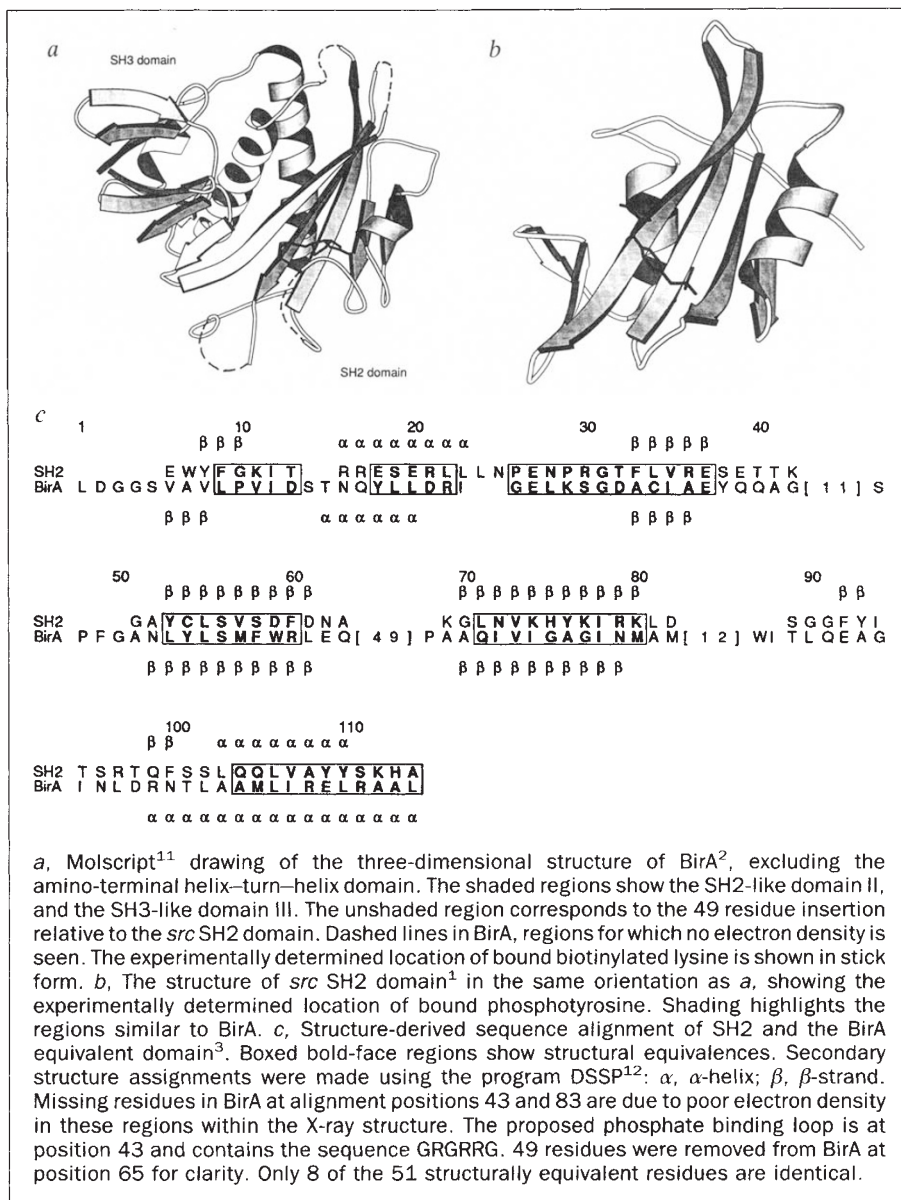 a
b
SH3 domain
SH2 domain
c
1 10 20 30 40
β β β α α α α α α α α β β β β β
SH2 E W Y F G K I T R R E S E R L L L N P E N P R G T F L V R E S E T T K
BirA L D G G S V A V L P V I D S T N Q Y L L D R I G E L K S G D A C I A E Y Q Q A G [ 1 1 ] S
β β β α α α α α α β β β β
50 60 70 80 90
β β β β β β β β β β β β β β β β β β β β β β
SH2 G A Y C L S V S D F D N A K G L N V K H Y K I R K L D S G G F Y I
BirA P F G A N L Y L S M F W R L E Q [ 49 ] P A A Q I V I G A G I N M A M [ 1 2 ] W I T L Q E A G
β β β β β β β β β β β β β β β β β β β β
100 110
β β α α α α α α α α
SH2 T S R T Q F S S L Q Q L V A Y Y S K H A
BirA I N L D R N T L A A M L I R E L R A A L
α α α α α α α α α α α α α α α α
a, Molscript¹¹ drawing of the three-dimensional structure of BirA², excluding the
amino-terminal helix–turn–helix domain. The shaded regions show the SH2-like domain II,
and the SH3-like domain III. The unshaded region corresponds to the 49 residue insertion
relative to the src SH2 domain. Dashed lines in BirA, regions for which no electron density is
seen. The experimentally determined location of bound biotinylated lysine is shown in stick
form. b, The structure of src SH2 domain¹ in the same orientation as a, showing the
experimentally determined location of bound phosphotyrosine. Shading highlights the
regions similar to BirA. c, Structure-derived sequence alignment of SH2 and the BirA
equivalent domain³. Boxed bold-face regions show structural equivalences. Secondary
structure assignments were made using the program DSSP¹²: α, α-helix; β, β-strand.
Missing residues in BirA at alignment positions 43 and 83 are due to poor electron density
in these regions within the X-ray structure. The proposed phosphate binding loop is at
position 43 and contains the sequence GRGRRG. 49 residues were removed from BirA at
position 65 for clarity. Only 8 of the 51 structurally equivalent residues are identical.